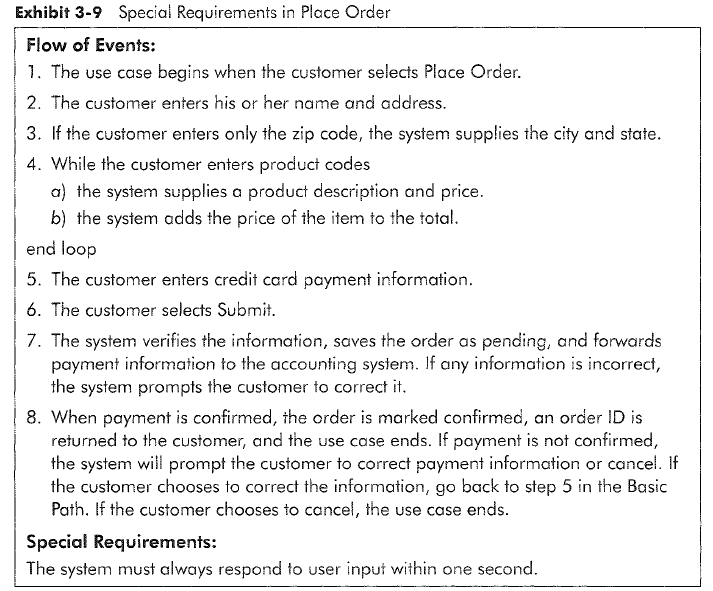 Exhibit 3-9 Special Requirements in Place Order
Flow of Events:
1. The use case begins when the customer selects Place Order.
2. The customer enters his or her name and address.
3. If the customer enters only the zip code, the system supplies the city and state.
4. While the customer enters product codes
a) the system supplies a product description and price.
b) the system adds the price of the item to the total.
end loop
5. The customer enters credit card payment information.
6. The customer selects Submit.
7. The system verifies the information, saves the order as pending, and forwards
payment information to the accounting system. If any information is incorrect,
the system prompts the customer to correct it.
8. When payment is confirmed, the order is marked confirmed, an order ID is
returned to the customer, and the use case ends. If payment is not confirmed,
the system will prompt the customer to correct payment information or cancel. If
the customer chooses to correct the information, go back to step 5 in the Basic
Path. If the customer chooses to cancel, the use case ends.
Special Requirements:
The system must always respond to user input within one second.